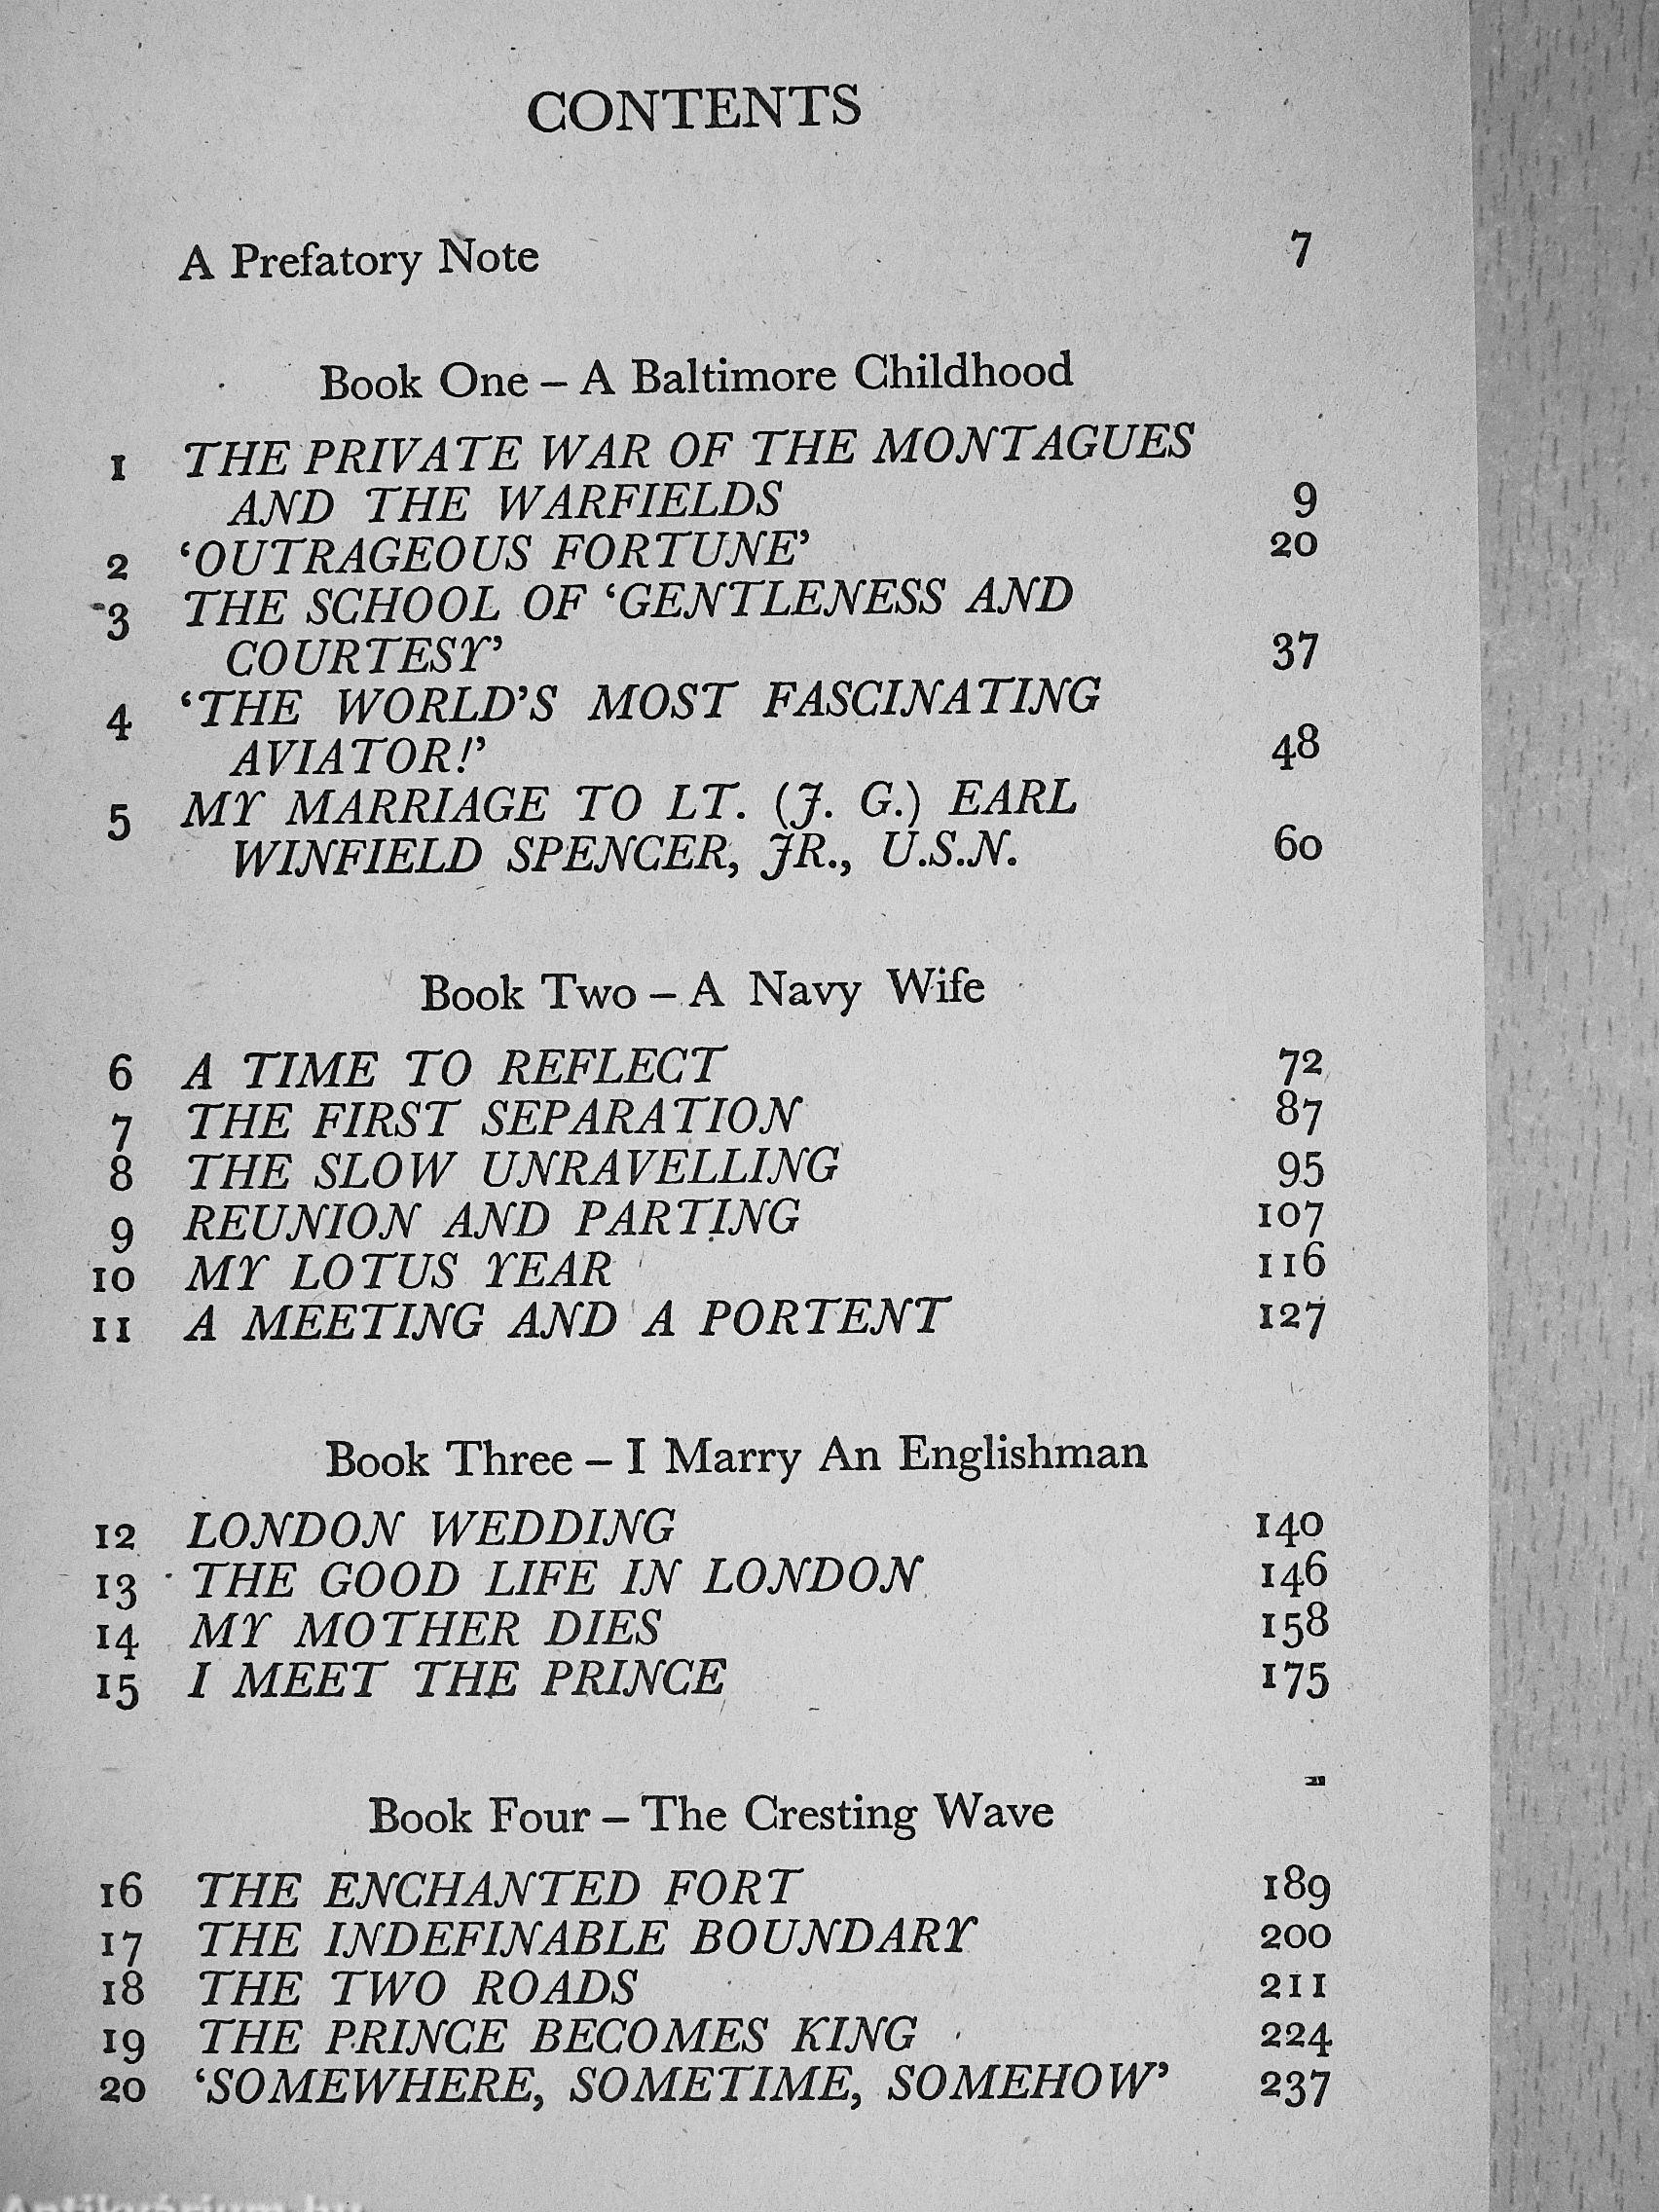 CONTENTS
A Prefatory Note 7
Book One – A Baltimore Childhood
1 THE PRIVATE WAR OF THE MONTAGUES
AND THE WARFIELDS 9
2 ‘OUTRAGEOUS FORTUNE’ 20
3 THE SCHOOL OF ‘GENTLENESS AND
COURTESY’ 37
4 ‘THE WORLD’S MOST FASCINATING
AVIATOR!’ 48
5 MY MARRIAGE TO LT. (J. G.) EARL
WINFIELD SPENCER, JR., U.S.N. 60
Book Two – A Navy Wife
6 A TIME TO REFLECT 72
7 THE FIRST SEPARATION 87
8 THE SLOW UNRAVELLING 95
9 REUNION AND PARTING 107
10 MY LOTUS YEAR 116
11 A MEETING AND A PORTENT 127
Book Three – I Marry An Englishman
12 LONDON WEDDING 140
13 THE GOOD LIFE IN LONDON 146
14 MY MOTHER DIES 158
15 I MEET THE PRINCE 175
Book Four – The Cresting Wave
16 THE ENCHANTED FORT 189
17 THE INDEFINABLE BOUNDARY 200
18 THE TWO ROADS 211
19 THE PRINCE BECOMES KING 224
20 ‘SOMEWHERE, SOMETIME, SOMEHOW’ 237